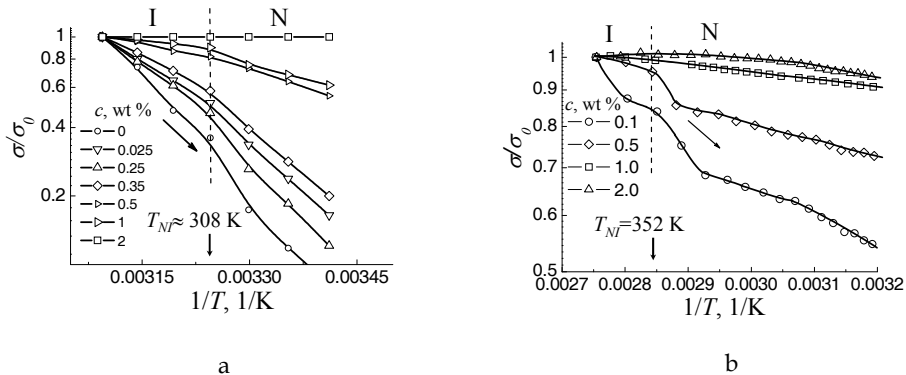 I N
σ/σ₀
1
0.8
0.6
0.4
0.2
c, wt %
0
0.025
0.25
0.35
0.5
1
2
T_NI≈ 308 K
0.00315 0.00330 0.00345
1/T, 1/K
a
I N
σ/σ₀
1
0.9
0.8
0.7
0.6
0.5
c, wt %
0.1
0.5
1.0
2.0
T_NI=352 K
0.0027 0.0028 0.0029 0.0030 0.0031 0.0032
1/T, 1/K
b